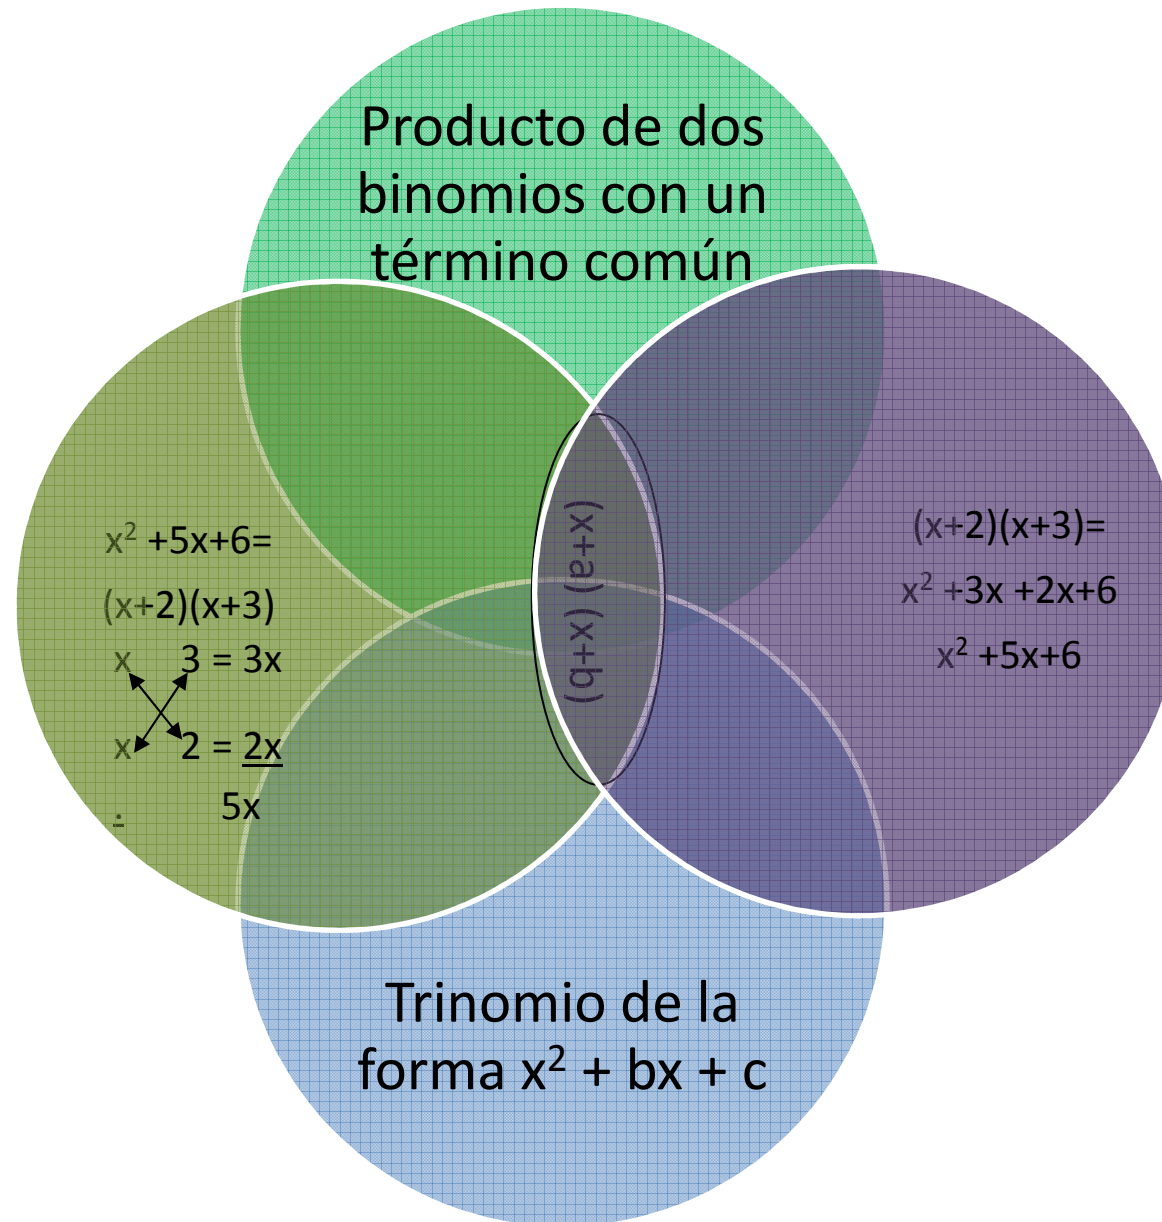 Producto de dos
binomios con un
término común
x² +5x+6=
(x+2)(x+3)
x 3 = 3x
x 2 = 2x
. 5x
(x+a) (x+b)
(x+2)(x+3)=
x² +3x +2x+6
x² +5x+6
Trinomio de la
forma x² + bx + c